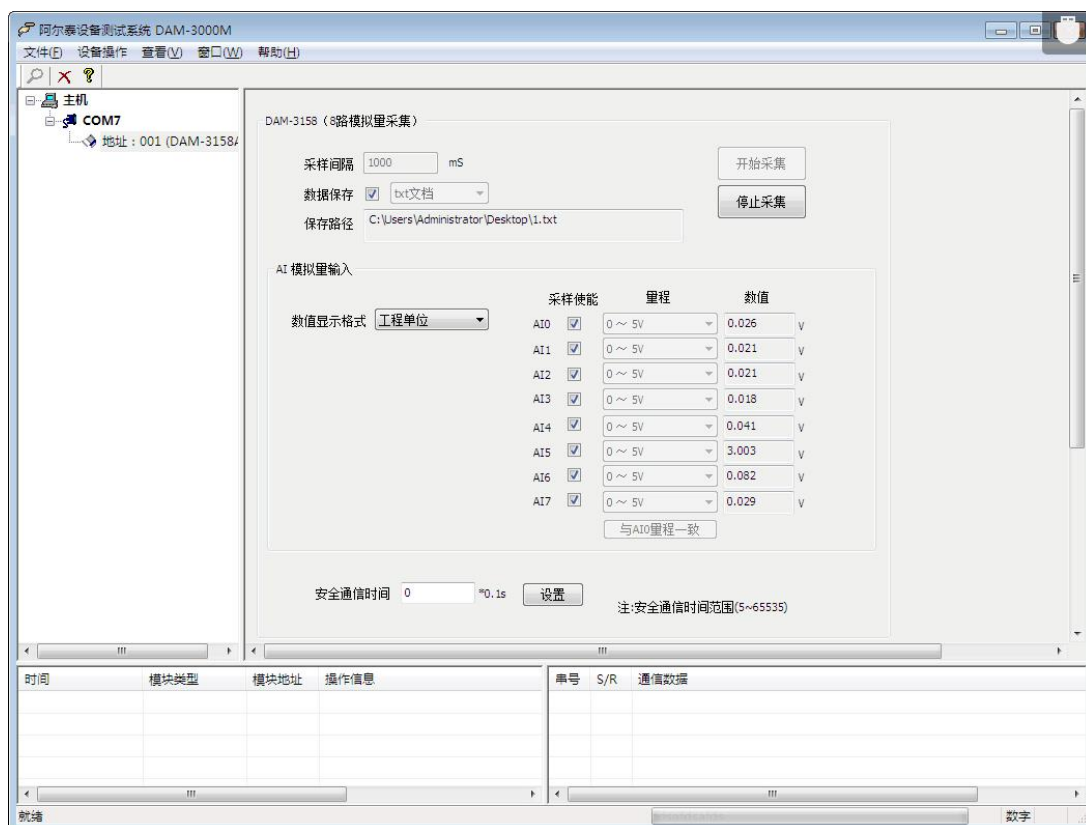 阿尔泰设备测试系统 DAM-3000M
文件(F) 设备操作 查看(V) 窗口(W) 帮助(H)
主机
COM7
地址：001 (DAM-3158A
DAM-3158（8路模拟量采集）
采样间隔 1000 mS 开始采集
数据保存 txt文档 停止采集
保存路径 C:\Users\Administrator\Desktop\1.txt
AI 模拟量输入
采样使能 量程 数值
数值显示格式 工程单位
AI0 0～ 5V 0.026 V
AI1 0～ 5V 0.021 V
AI2 0～ 5V 0.021 V
AI3 0～ 5V 0.018 V
AI4 0～ 5V 0.041 V
AI5 0～ 5V 3.003 V
AI6 0～ 5V 0.082 V
AI7 0～ 5V 0.029 V
与AI0量程一致
安全通信时间 0 *0.1s 设置 注:安全通信时间范围(5~65535)
时间 模块类型 模块地址 操作信息 串号 S/R 通信数据
就绪 数字